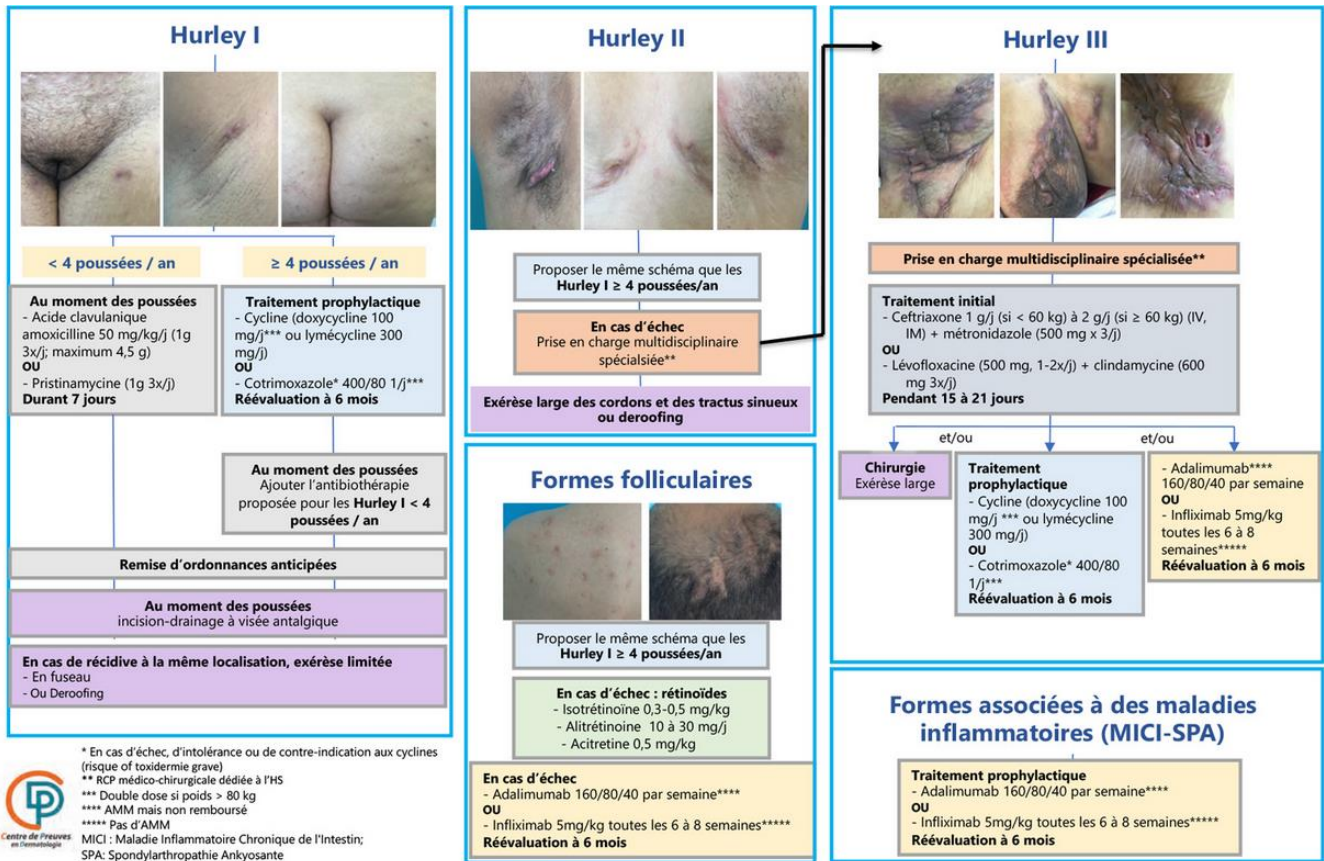 Hurley I
< 4 poussées / an
≥ 4 poussées / an
Au moment des poussées
- Acide clavulanique
amoxicilline 50 mg/kg/j (1g
3x/j; maximum 4,5 g)
OU
- Pristinamycine (1g 3x/j)
Durant 7 jours
Traitement prophylactique
- Cycline (doxycycline 100
mg/j*** ou lymécycline 300
mg/j)
OU
- Cotrimoxazole* 400/80 1/j***
Réévaluation à 6 mois
Au moment des poussées
Ajouter l'antibiothérapie
proposée pour les Hurley I < 4
poussées / an
Remise d'ordonnances anticipées
Au moment des poussées
incision-drainage à visée antalgique
En cas de récidive à la même localisation, exérèse limitée
- En fuseau
- Ou Deroofing
Hurley II
Proposer le même schéma que les
Hurley I ≥ 4 poussées/an
En cas d'échec
Prise en charge multidisciplinaire
spécialsiée**
Exérèse large des cordons et des tractus sinueux
ou deroofing
Formes folliculaires
Proposer le même schéma que les
Hurley I ≥ 4 poussées/an
En cas d'échec : rétinoïdes
- Isotrétinoïne 0,3-0,5 mg/kg
- Alitrétinoine 10 à 30 mg/j
- Acitretine 0,5 mg/kg
En cas d'échec
- Adalimumab 160/80/40 par semaine****
OU
- Infliximab 5mg/kg toutes les 6 à 8 semaines*****
Réévaluation à 6 mois
Hurley III
Prise en charge multidisciplinaire spécialisée**
Traitement initial
- Ceftriaxone 1 g/j (si < 60 kg) à 2 g/j (si ≥ 60 kg) (IV,
IM) + métronidazole (500 mg x 3/j)
OU
- Lévofloxacine (500 mg, 1-2x/j) + clindamycine (600
mg 3x/j)
Pendant 15 à 21 jours
et/ou
et/ou
Chirurgie
Exérèse large
Traitement
prophylactique
- Cycline (doxycycline 100
mg/j *** ou lymécycline
300 mg/j)
OU
- Cotrimoxazole* 400/80
1/j***
Réévaluation à 6 mois
- Adalimumab****
160/80/40 par semaine
OU
- Infliximab 5mg/kg
toutes les 6 à 8
semaines*****
Réévaluation à 6 mois
Formes associées à des maladies
inflammatoires (MICI-SPA)
Traitement prophylactique
- Adalimumab 160/80/40 par semaine****
OU
- Infliximab 5mg/kg toutes les 6 à 8 semaines*****
Réévaluation à 6 mois
* En cas d'échec, d'intolérance ou de contre-indication aux cyclines
(risque of toxidermie grave)
** RCP médico-chirurgicale dédiée à l'HS
*** Double dose si poids > 80 kg
**** AMM mais non remboursé
***** Pas d'AMM
MICI : Maladie Inflammatoire Chronique de l'Intestin;
SPA: Spondylarthropathie Ankyosante
Centre de Preuves
en Dermatologie